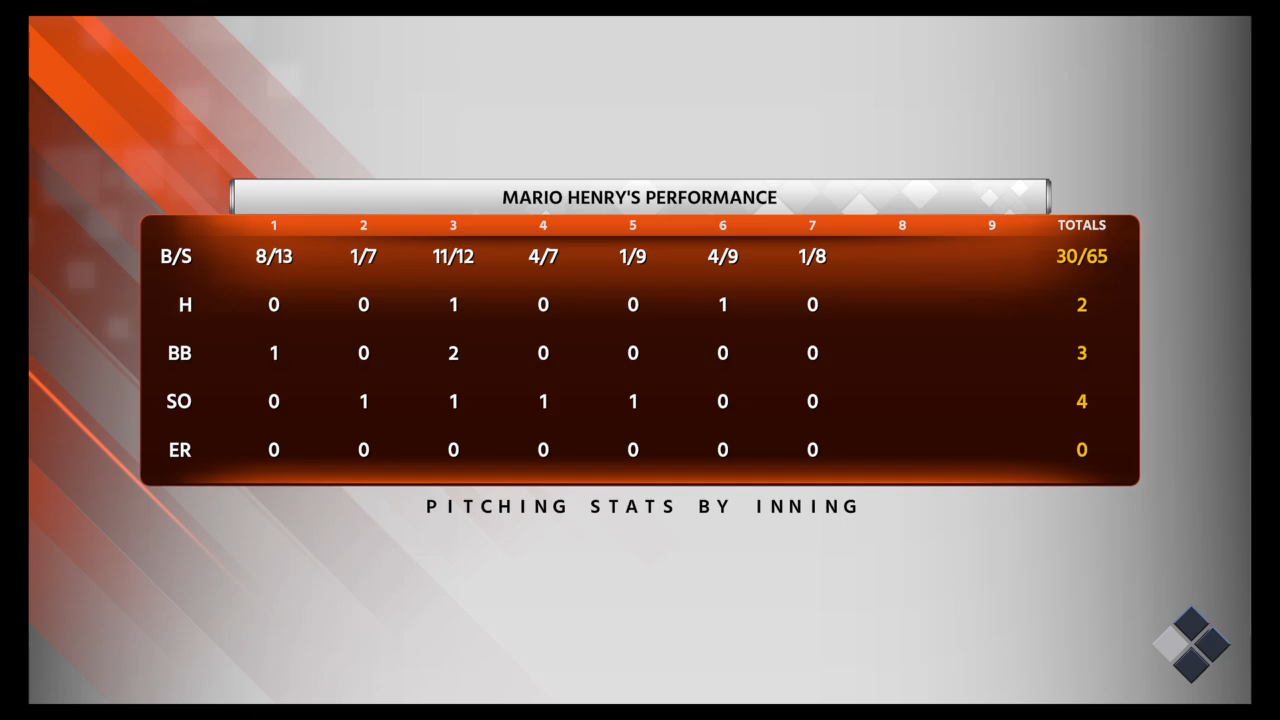 MARIO HENRY'S PERFORMANCE
1 2 3 4 5 6 7 8 9 TOTALS
B/S 8/13 1/7 11/12 4/7 1/9 4/9 1/8 30/65
H 0 0 1 0 0 1 0 2
BB 1 0 2 0 0 0 0 3
SO 0 1 1 1 1 0 0 4
ER 0 0 0 0 0 0 0 0
PITCHING STATS BY INNING